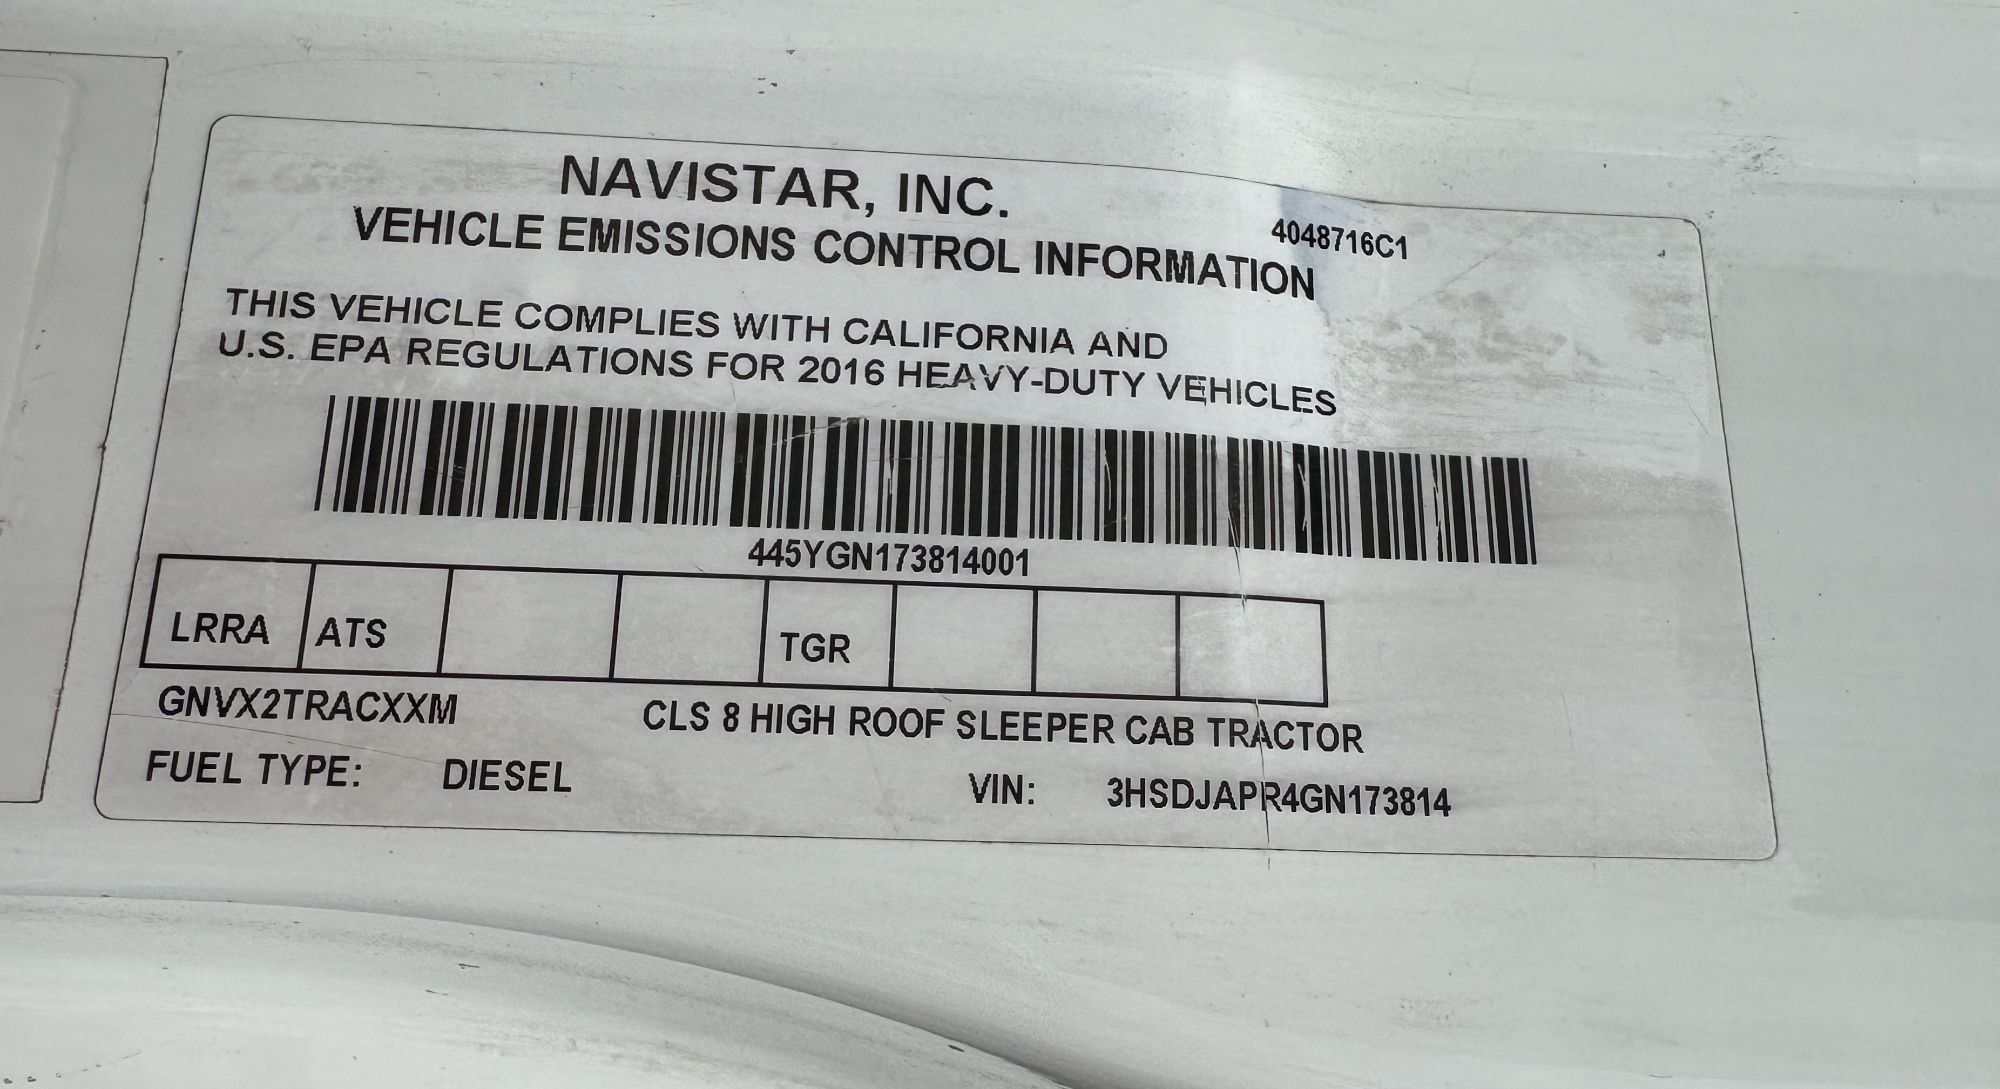 NAVISTAR, INC.
4048716C1
VEHICLE EMISSIONS CONTROL INFORMATION
THIS VEHICLE COMPLIES WITH CALIFORNIA AND
U.S. EPA REGULATIONS FOR 2016 HEAVY-DUTY VEHICLES
445YGN173814001
LRRA ATS TGR
GNVX2TRACXXM CLS 8 HIGH ROOF SLEEPER CAB TRACTOR
FUEL TYPE: DIESEL VIN: 3HSDJAPR4GN173814